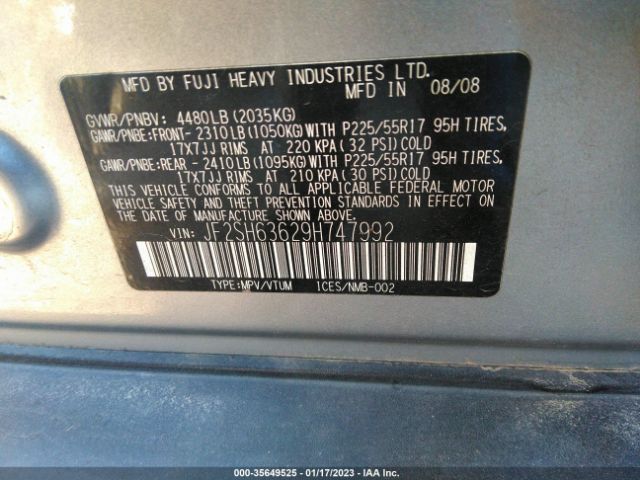 MFD BY FUJI HEAVY INDUSTRIES LTD.
MFD IN 08/08
GVWR/PNBV: 4480LB(2035KG)
GAWR/PNBE:FRONT-2310LB(1050KG)WITH P225/55R17 95H TIRES,
17X7JJ RIMS AT 220 KPA(32 PSI)COLD
GAWR/PNBE:REAR -2410LB(1095KG)WITH P225/55R17 95H TIRES,
17X7JJ RIMS AT 210 KPA(30 PSI)COLD
THIS VEHICLE CONFORMS TO ALL APPLICABLE FEDERAL MOTOR
VEHICLE SAFETY, BUMPER, AND THEFT PREVENTION STANDARDS
IN EFFECT ON THE DATE OF MANUFACTURE SHOWN ABOVE.
VIN: JF2SH63629H747992
TYPE:MPV/VTUM ICES/NMB-002
000-35649525 - 01/17/2023 - IAA Inc.